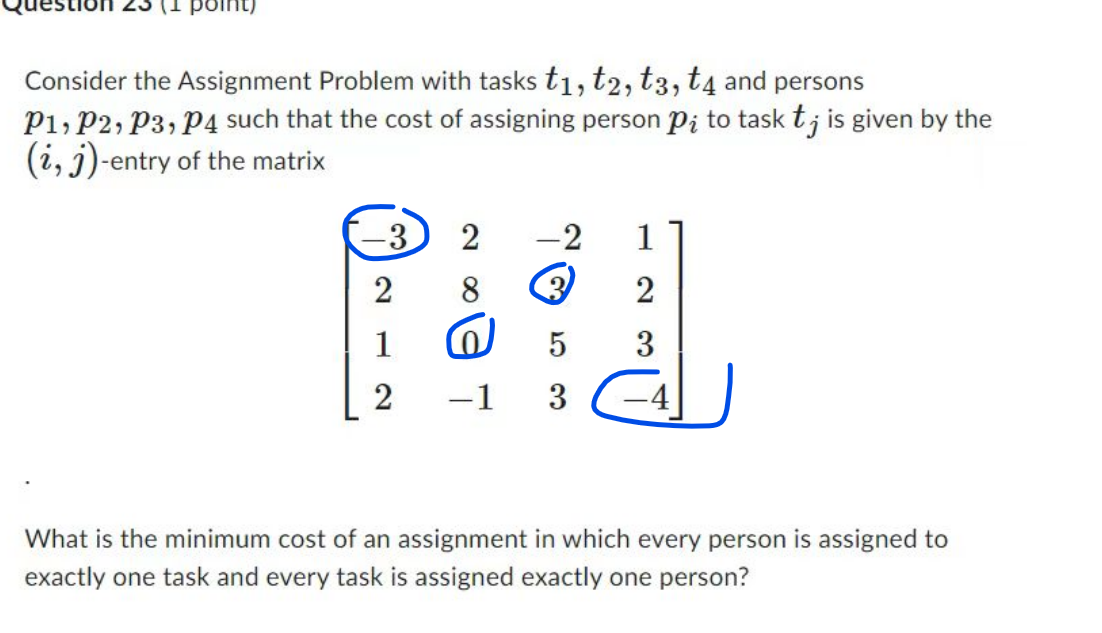 Question 23 (1 point)
Consider the Assignment Problem with tasks t₁, t₂, t₃, t₄ and persons
p₁, p₂, p₃, p₄ such that the cost of assigning person pᵢ to task tⱼ is given by the
(i, j)-entry of the matrix
−3 2 −2 1
2 8 3 2
1 0 5 3
2 −1 3 −4
.
What is the minimum cost of an assignment in which every person is assigned to
exactly one task and every task is assigned exactly one person?